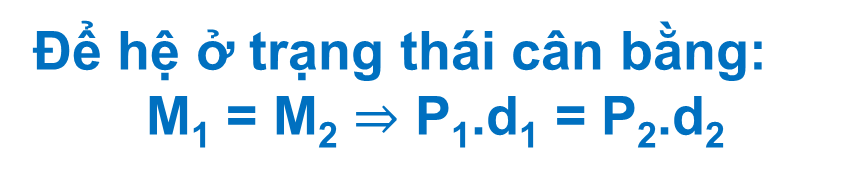 Để hệ ở trạng thái cân bằng:
M₁ = M₂ ⇒ P₁.d₁ = P₂.d₂